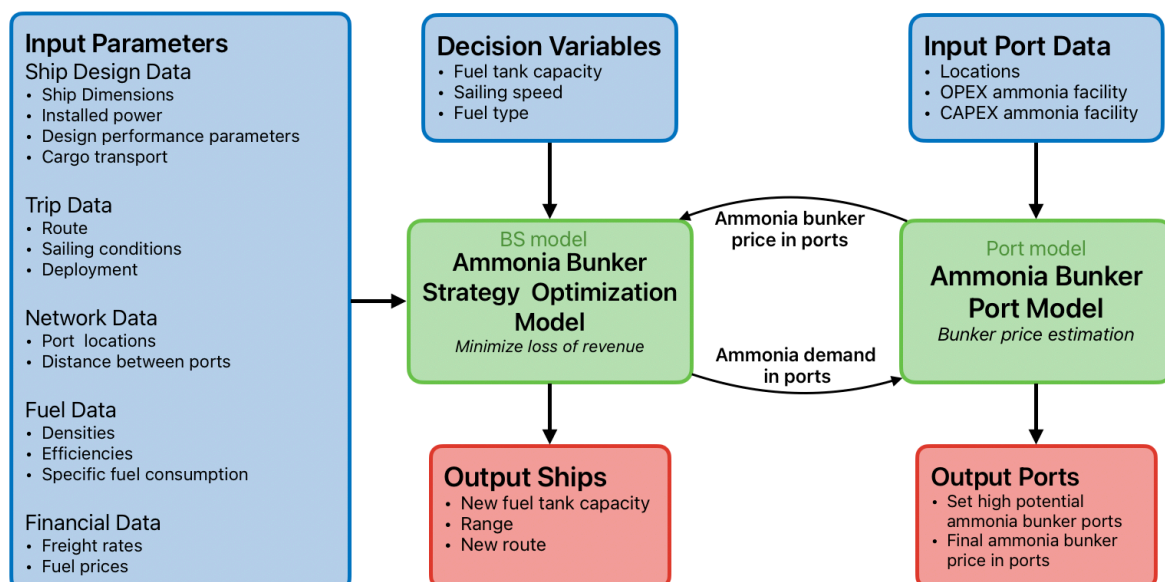 Input Parameters
Ship Design Data
• Ship Dimensions
• Installed power
• Design performance parameters
• Cargo transport
Trip Data
• Route
• Sailing conditions
• Deployment
Network Data
• Port locations
• Distance between ports
Fuel Data
• Densities
• Efficiencies
• Specific fuel consumption
Financial Data
• Freight rates
• Fuel prices
Decision Variables
• Fuel tank capacity
• Sailing speed
• Fuel type
Input Port Data
• Locations
• OPEX ammonia facility
• CAPEX ammonia facility
BS model
Ammonia Bunker
Strategy Optimization
Model
Minimize loss of revenue
Ammonia bunker
price in ports
Ammonia demand
in ports
Port model
Ammonia Bunker
Port Model
Bunker price estimation
Output Ships
• New fuel tank capacity
• Range
• New route
Output Ports
• Set high potential
ammonia bunker ports
• Final ammonia bunker
price in ports